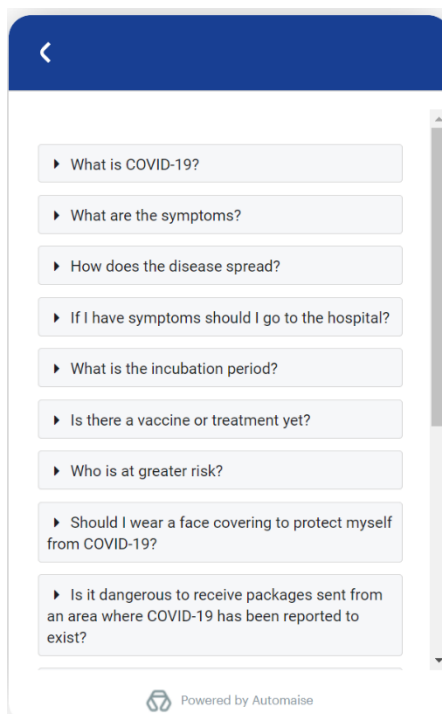 What is COVID-19?
What are the symptoms?
How does the disease spread?
If I have symptoms should I go to the hospital?
What is the incubation period?
Is there a vaccine or treatment yet?
Who is at greater risk?
Should I wear a face covering to protect myself
from COVID-19?
Is it dangerous to receive packages sent from
an area where COVID-19 has been reported to
exist?
Powered by Automaise